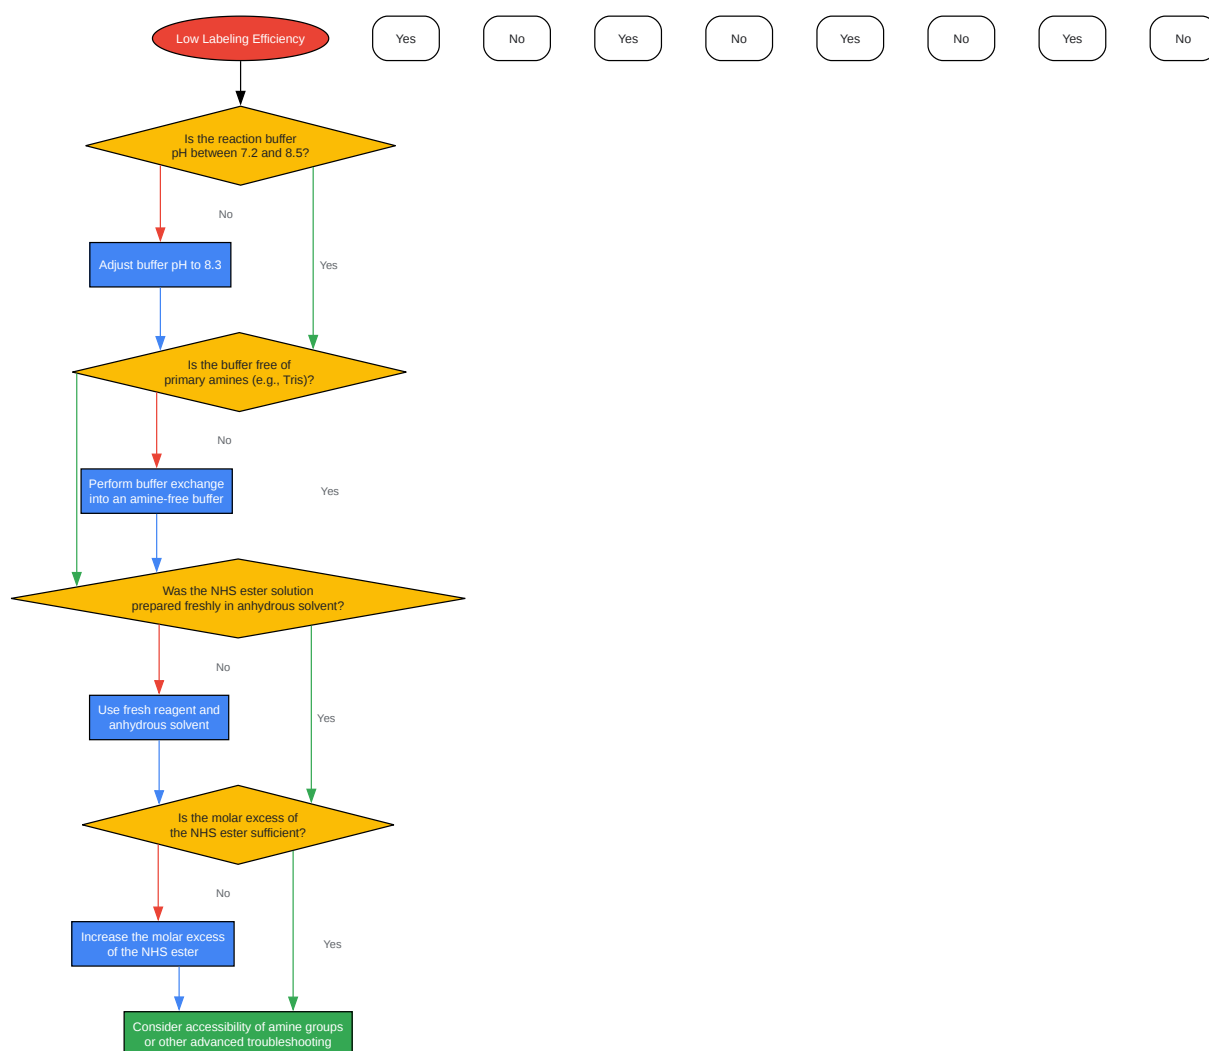 Low Labeling Efficiency
Yes
No
Yes
No
Yes
No
Yes
No
Is the reaction buffer
pH between 7.2 and 8.5?
No
Adjust buffer pH to 8.3
Yes
Is the buffer free of
primary amines (e.g., Tris)?
No
Perform buffer exchange
into an amine-free buffer
Yes
Was the NHS ester solution
prepared freshly in anhydrous solvent?
No
Use fresh reagent and
anhydrous solvent
Yes
Is the molar excess of
the NHS ester sufficient?
No
Increase the molar excess
of the NHS ester
Yes
Consider accessibility of amine groups
or other advanced troubleshooting